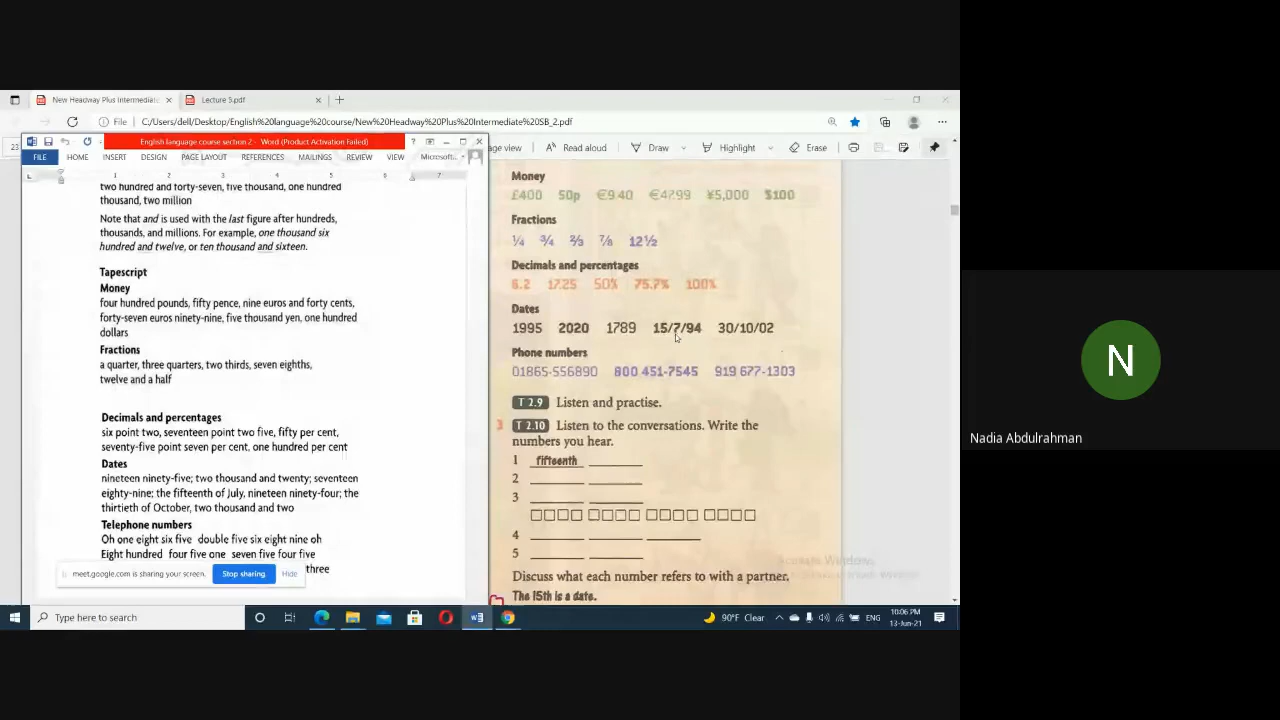 New Headway Plus Intermediate
Lecture 5.pdf
File
C:/Users/dell/Desktop/English%20language%20course/New%20Headway%20Plus%20Intermediate%20SB_2.pdf
English language course section 2 - Word (Product Activation Failed)
23
FILE HOME INSERT DESIGN PAGE LAYOUT REFERENCES MAILINGS REVIEW VIEW Microsoft...
age view Read aloud Draw Highlight Erase
1 2 3 4 5 6 7
two hundred and forty-seven, five thousand, one hundred
thousand, two million
Note that and is used with the last figure after hundreds,
thousands, and millions. For example, one thousand six
hundred and twelve, or ten thousand and sixteen.
Tapescript
Money
four hundred pounds, fifty pence, nine euros and forty cents,
forty-seven euros ninety-nine, five thousand yen, one hundred
dollars
Fractions
a quarter, three quarters, two thirds, seven eighths,
twelve and a half
Decimals and percentages
six point two, seventeen point two five, fifty per cent,
seventy-five point seven per cent, one hundred per cent
Dates
nineteen ninety-five; two thousand and twenty; seventeen
eighty-nine; the fifteenth of July, nineteen ninety-four; the
thirtieth of October, two thousand and two
Telephone numbers
Oh one eight six five double five six eight nine oh
Eight hundred four five one seven five four five
three
meet.google.com is sharing your screen.
Stop sharing
Hide
Money
£400 50p €9.40 €47.99 ¥5,000 $100
Fractions
¼ ¾ ⅔ ⅞ 12½
Decimals and percentages
6.2 17.25 50% 75.7% 100%
Dates
1995 2020 1789 15/7/94 30/10/02
Phone numbers
01865-556890 800 451-7545 919 677-1303
T 2.9 Listen and practise.
3 T 2.10 Listen to the conversations. Write the
numbers you hear.
1 fifteenth
2
3
4
5
Discuss what each number refers to with a partner.
The 15th is a date.
Activate Windows
Type here to search
90°F Clear
ENG
10:06 PM
13-Jun-21
N
Nadia Abdulrahman